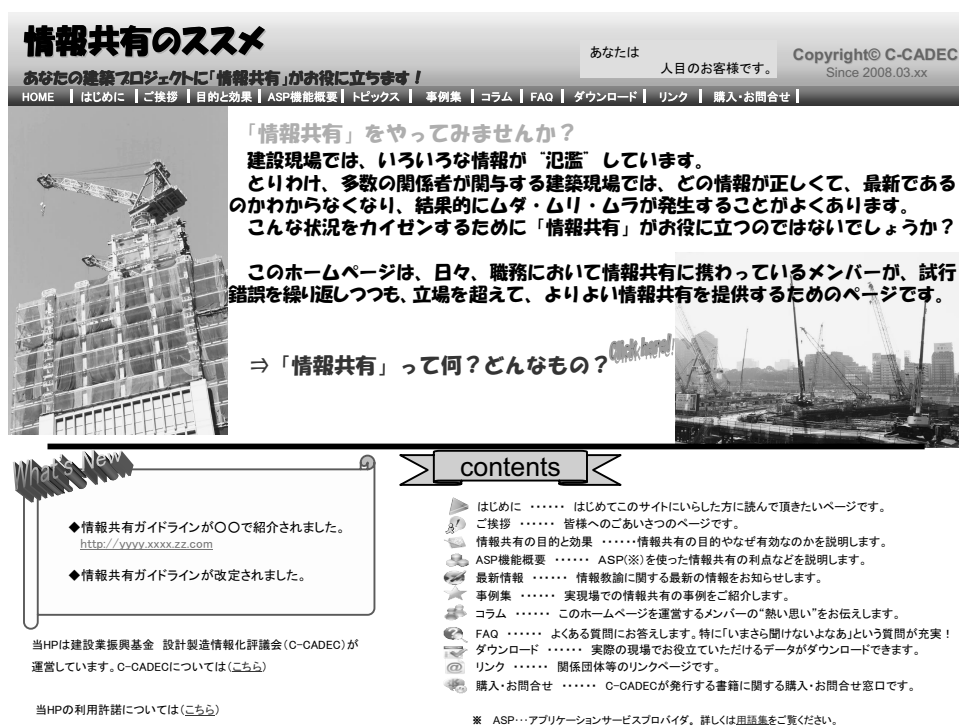 情報共有のススメ
あなたの建築プロジェクトに「情報共有」がお役に立ちます！
あなたは
人目のお客様です。
Copyright© C-CADEC
Since 2008.03.xx
HOME ┃はじめに ┃ご挨拶 ┃目的と効果┃ASP機能概要┃トピックス ┃ 事例集 ┃コラム┃FAQ ┃ダウンロード┃ リンク ┃ 購入・お問合せ┃
「情報共有」をやってみませんか？
建設現場では、いろいろな情報が “氾濫” しています。
とりわけ、多数の関係者が関与する建築現場では、どの情報が正しくて、最新である
のかわからなくなり、結果的にムダ・ムリ・ムラが発生することがよくあります。
こんな状況をカイゼンするために「情報共有」がお役に立つのではないでしょうか？
このホームページは、日々、職務において情報共有に携わっているメンバーが、試行
錯誤を繰り返しつつも、立場を超えて、よりよい情報共有を提供するためのページです。
⇒「情報共有」って何？どんなもの？
Click here!
What's New
◆情報共有ガイドラインが〇〇で紹介されました。
http://yyyy.xxxx.zz.com
◆情報共有ガイドラインが改定されました。
当HPは建設業振興基金 設計製造情報化評議会（C-CADEC）が
運営しています。C-CADECについては（こちら）
当HPの利用許諾については（こちら）
contents
はじめに ‥‥‥ はじめてこのサイトにいらした方に読んで頂きたいページです。
ご挨拶 ‥‥‥ 皆様へのごあいさつのページです。
情報共有の目的と効果 ‥‥‥情報共有の目的やなぜ有効なのかを説明します。
ASP機能概要 ‥‥‥ ASP(※)を使った情報共有の利点などを説明します。
最新情報 ‥‥‥ 情報教諭に関する最新の情報をお知らせします。
事例集 ‥‥‥ 実現場での情報共有の事例をご紹介します。
コラム ‥‥‥ このホームページを運営するメンバーの“熱い思い”をお伝えします。
FAQ ‥‥‥ よくある質問にお答えします。特に「いまさら聞けないよなあ」という質問が充実！
ダウンロード ‥‥‥ 実際の現場でお役立ていただけるデータがダウンロードできます。
リンク ‥‥‥ 関係団体等のリンクページです。
購入・お問合せ ‥‥‥ C-CADECが発行する書籍に関する購入・お問合せ窓口です。
※ ASP･･･アプリケーションサービスプロバイダ。詳しくは用語集をご覧ください。